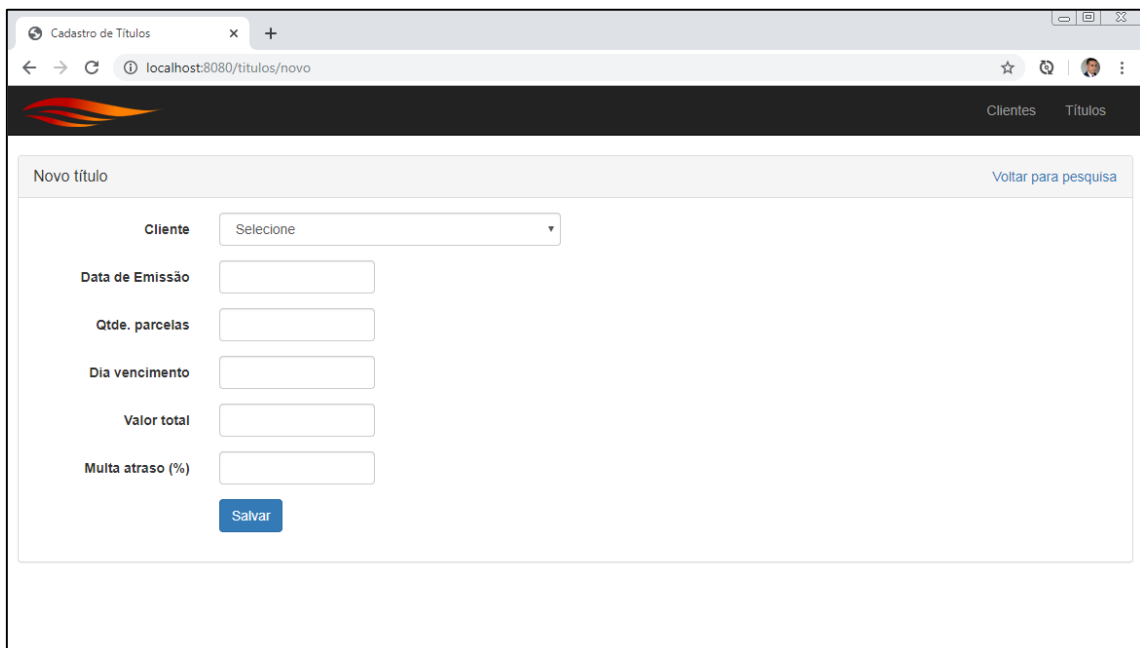 Cadastro de Títulos
localhost:8080/titulos/novo
Clientes Títulos
Novo título Voltar para pesquisa
Cliente Selecione
Data de Emissão
Qtde. parcelas
Dia vencimento
Valor total
Multa atraso (%)
Salvar